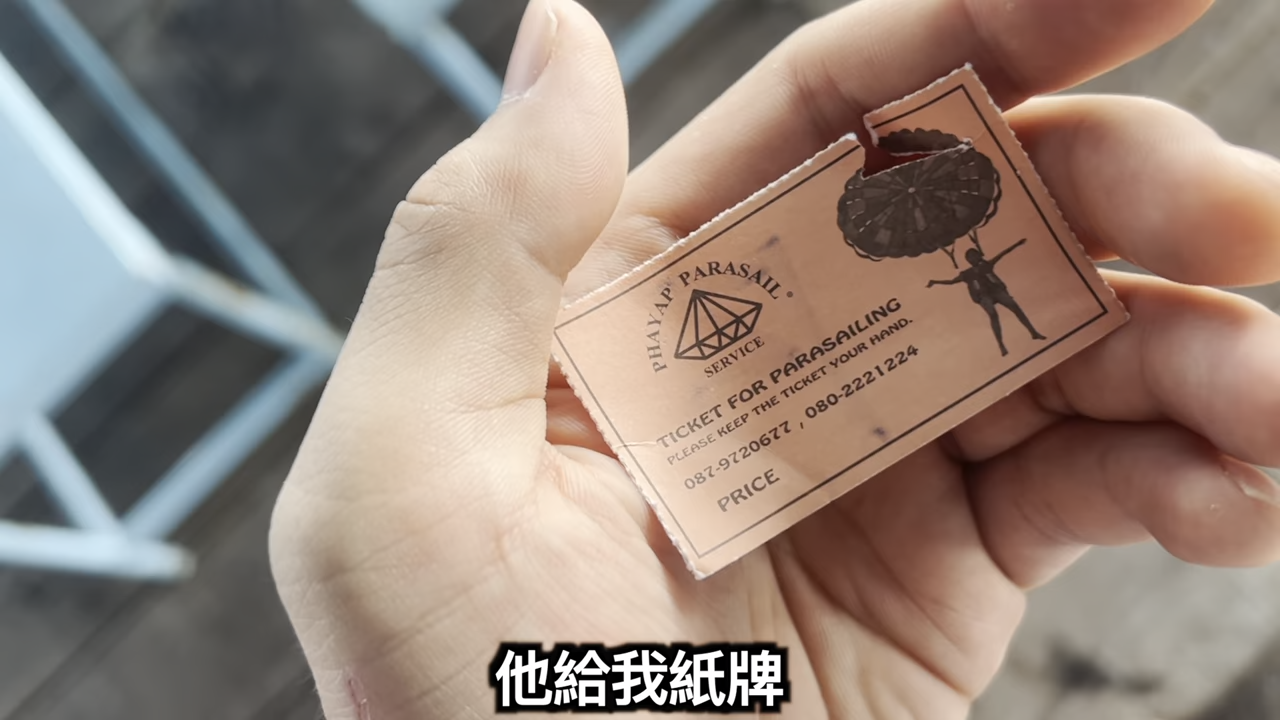 PHAYAP PARASAIL
SERVICE
TICKET FOR PARASAILING
PLEASE KEEP THE TICKET YOUR HAND.
087-9720677 , 080-2221224
PRICE
他給我紙牌